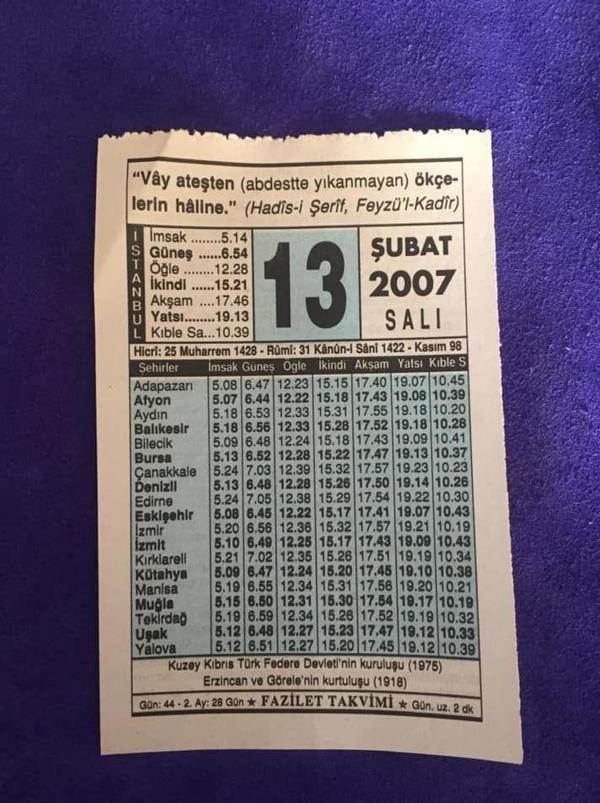 “Vây ateşten (abdestte yıkanmayan) ökçe-
lerin hâline.” (Hadîs-i Şerîf, Feyzü’l-Kadîr)
İSTANBUL
İmsak ........5.14
Güneş ......6.54
Öğle ........12.28
İkindi ......15.21
Akşam ....17.46
Yatsı........19.13
Kıble Sa...10.39
13
ŞUBAT
2007
SALI
Hicrî: 25 Muharrem 1428 - Rûmî: 31 Kânûn-i Sânî 1422 - Kasım 98
Şehirler İmsak Güneş Öğle İkindi Akşam Yatsı Kıble S
Adapazarı 5.08 6.47 12.23 15.15 17.40 19.07 10.45
Afyon 5.07 6.44 12.22 15.18 17.43 19.08 10.39
Aydın 5.18 6.53 12.33 15.31 17.55 19.18 10.20
Balıkesir 5.18 6.56 12.33 15.28 17.52 19.18 10.28
Bilecik 5.09 6.48 12.24 15.18 17.43 19.09 10.41
Bursa 5.13 6.52 12.28 15.22 17.47 19.13 10.37
Çanakkale 5.24 7.03 12.39 15.32 17.57 19.23 10.23
Denizli 5.13 6.48 12.28 15.26 17.50 19.14 10.26
Edirne 5.24 7.05 12.38 15.29 17.54 19.22 10.30
Eskişehir 5.08 6.45 12.22 15.17 17.41 19.07 10.43
İzmir 5.20 6.56 12.36 15.32 17.57 19.21 10.19
İzmit 5.10 6.49 12.25 15.17 17.43 19.09 10.43
Kırklareli 5.21 7.02 12.35 15.26 17.51 19.19 10.34
Kütahya 5.09 6.47 12.24 15.20 17.45 19.10 10.38
Manisa 5.19 6.55 12.34 15.31 17.56 19.20 10.21
Muğla 5.15 6.50 12.31 15.30 17.54 19.17 10.19
Tekirdağ 5.19 6.59 12.34 15.26 17.52 19.19 10.32
Uşak 5.12 6.48 12.27 15.23 17.47 19.12 10.33
Yalova 5.12 6.51 12.27 15.20 17.45 19.12 10.39
Kuzey Kıbrıs Türk Federe Devleti’nin kuruluşu (1975)
Erzincan ve Görele’nin kurtuluşu (1918)
Gün: 44 - 2. Ay: 28 Gün ★ FAZİLET TAKVİMİ ★ Gün. uz. 2 dk